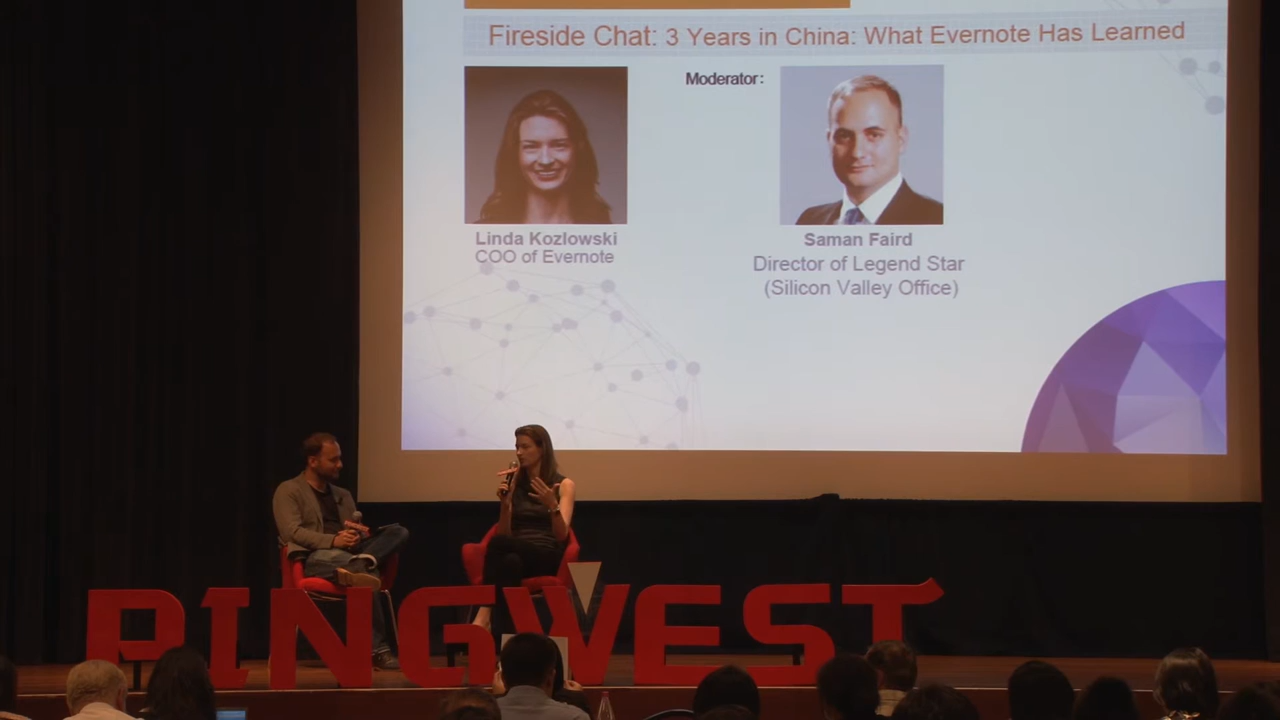 Fireside Chat: 3 Years in China: What Evernote Has Learned
Moderator:
Linda Kozlowski
COO of Evernote
Saman Faird
Director of Legend Star
(Silicon Valley Office)
PINGWEST